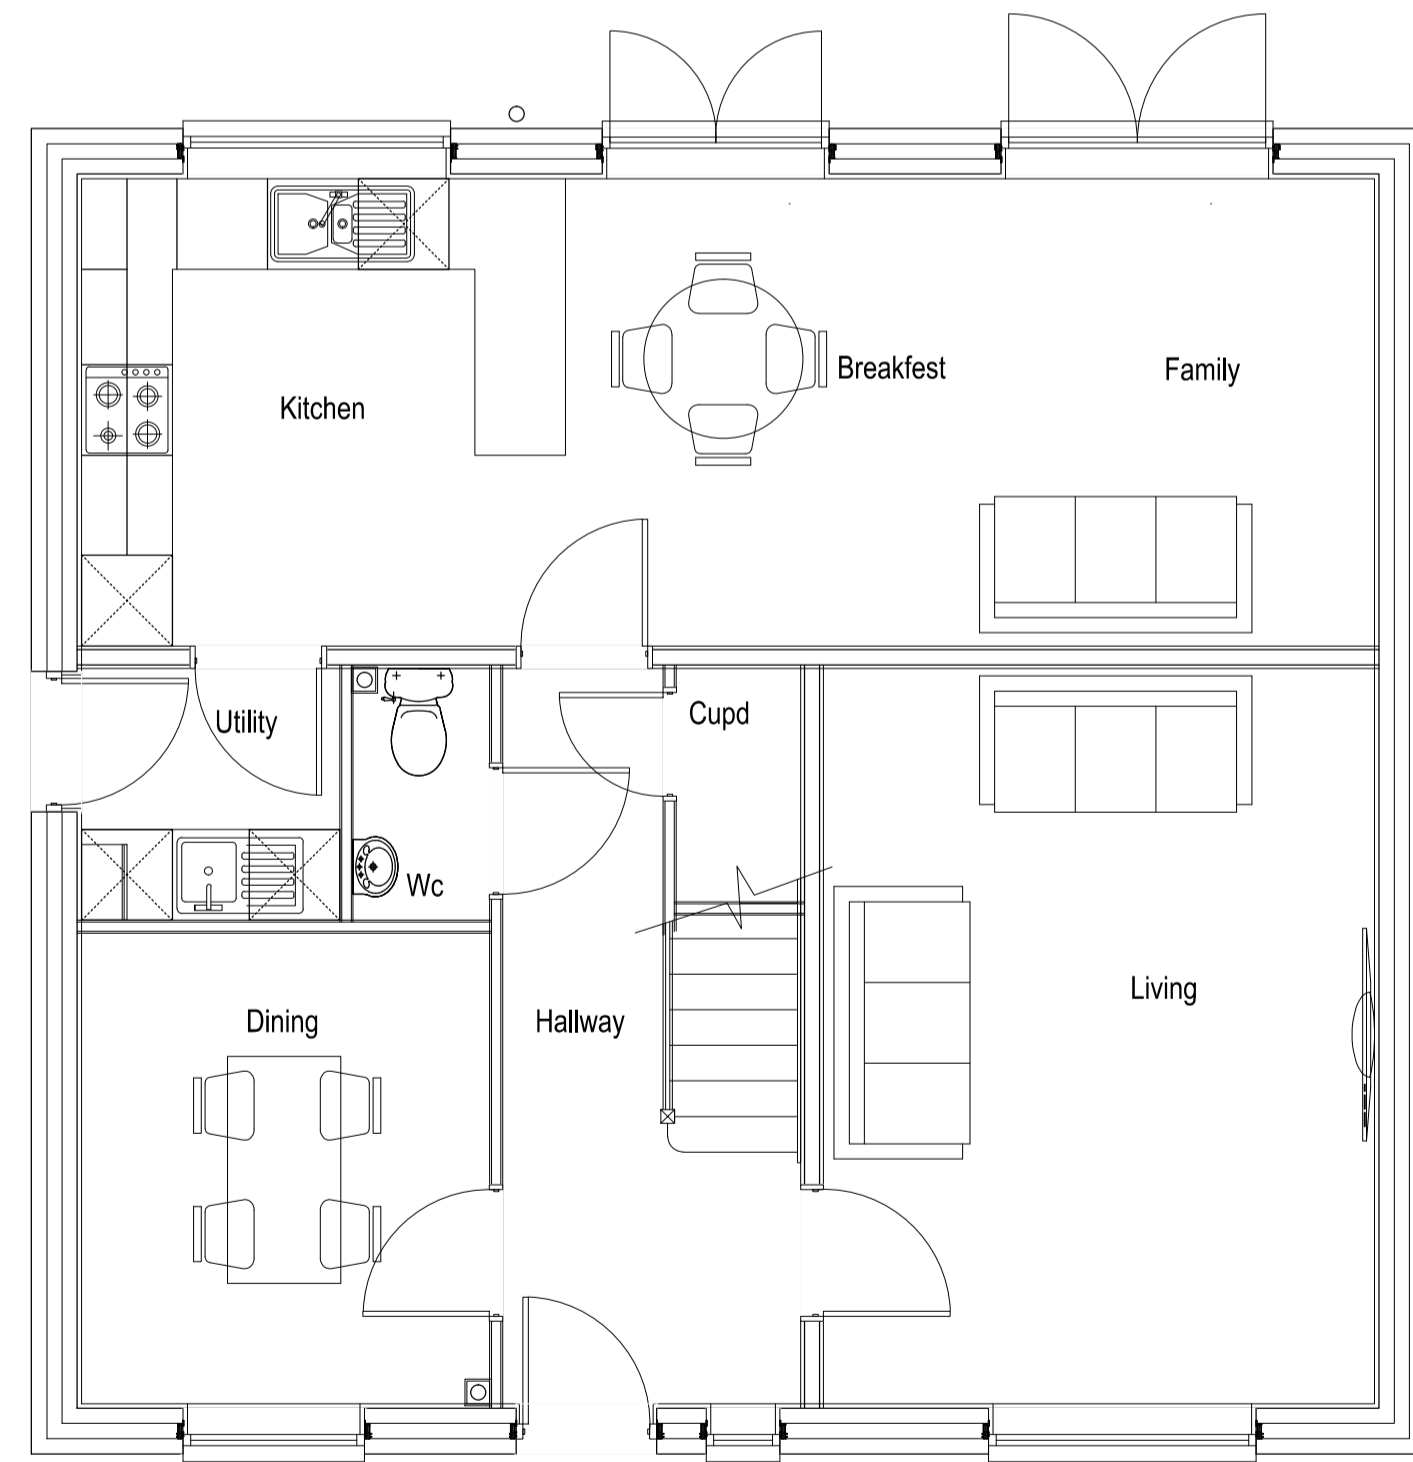 Breakfest
Family
Kitchen
Utility
Cupd
Wc
Living
Dining
Hallway